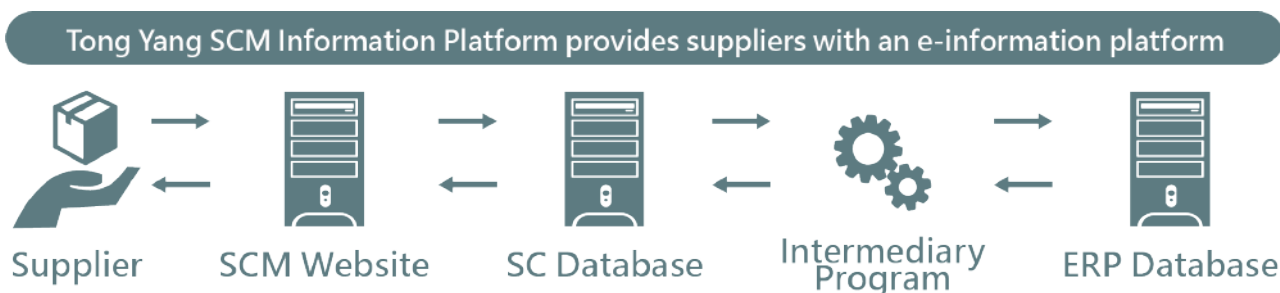 Tong Yang SCM Information Platform provides suppliers with an e-information platform
Supplier
SCM Website
SC Database
Intermediary
Program
ERP Database